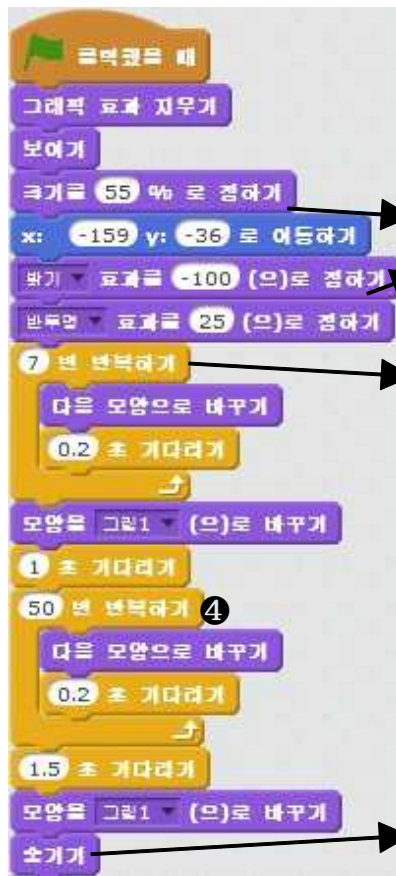 클릭했을 때
그래픽 효과 지우기
보이기
크기를 55 % 로 정하기
x: -159 y: -36 로 이동하기
밝기 효과를 -100 (으)로 정하기
반투명 효과를 25 (으)로 정하기
7 번 반복하기
다음 모양으로 바꾸기
0.2 초 기다리기
모양을 그림1 (으)로 바꾸기
1 초 기다리기
50 번 반복하기 ❹
다음 모양으로 바꾸기
0.2 초 기다리기
1.5 초 기다리기
모양을 그림1 (으)로 바꾸기
숨기기